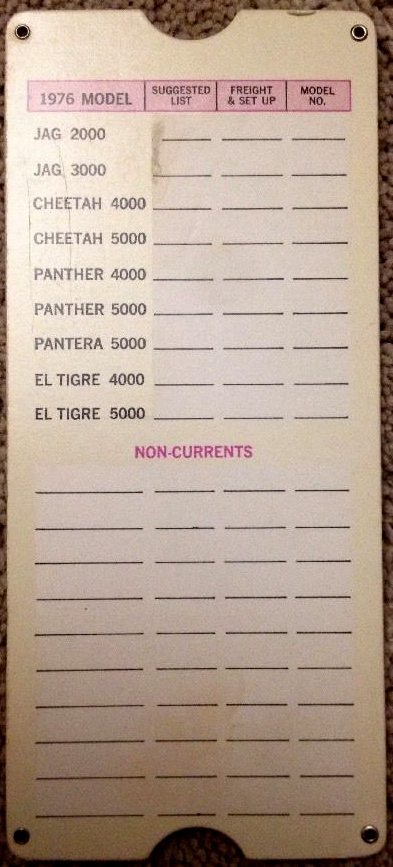 1976 MODEL SUGGESTED LIST FREIGHT & SET UP MODEL NO.
JAG 2000
JAG 3000
CHEETAH 4000
CHEETAH 5000
PANTHER 4000
PANTHER 5000
PANTERA 5000
EL TIGRE 4000
EL TIGRE 5000
NON-CURRENTS